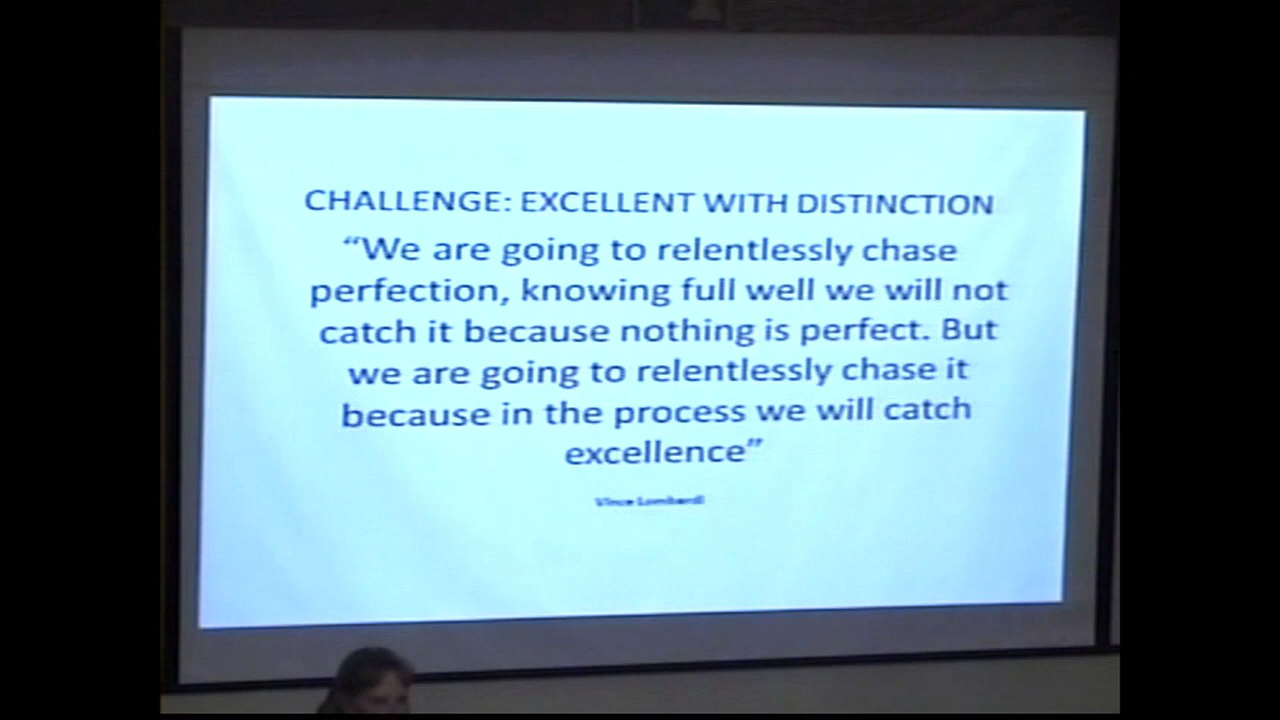 CHALLENGE: EXCELLENT WITH DISTINCTION
“We are going to relentlessly chase
perfection, knowing full well we will not
catch it because nothing is perfect. But
we are going to relentlessly chase it
because in the process we will catch
excellence”
Vince Lombardi